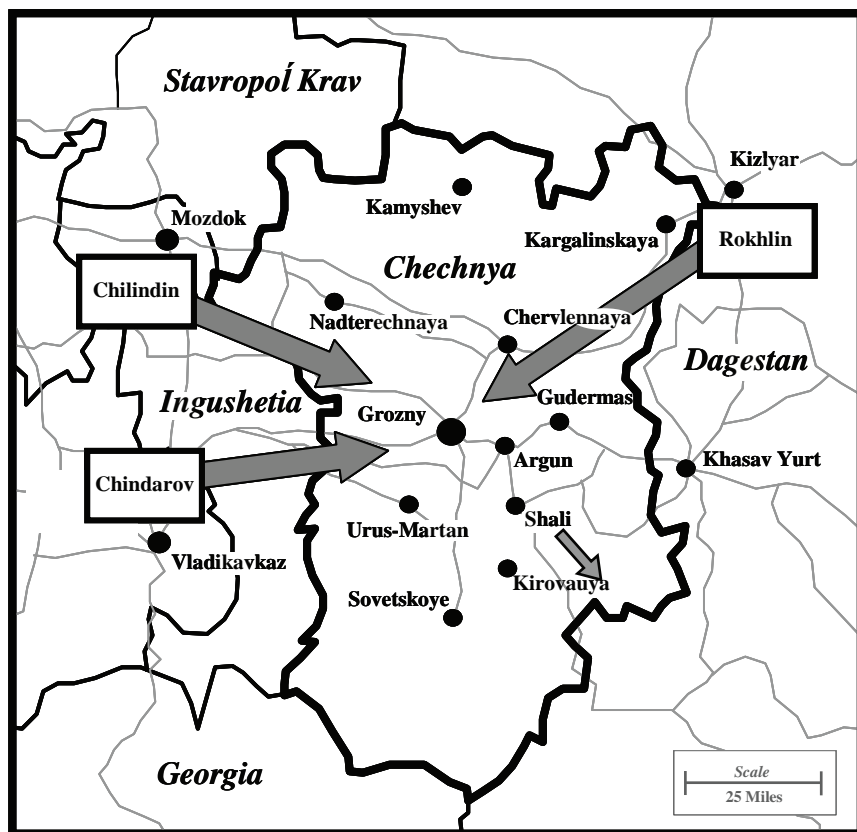 Stavropoĺ Krav
Kizlyar
Kamyshev
Mozdok
Kargalinskaya
Rokhlin
Chechnya
Chilindin
Nadterechnaya
Chervlennaya
Dagestan
Ingushetia
Grozny
Gudermas
Argun
Khasav Yurt
Chindarov
Urus-Martan
Shali
Vladikavkaz
Kirovauya
Sovetskoye
Georgia
Scale
25 Miles